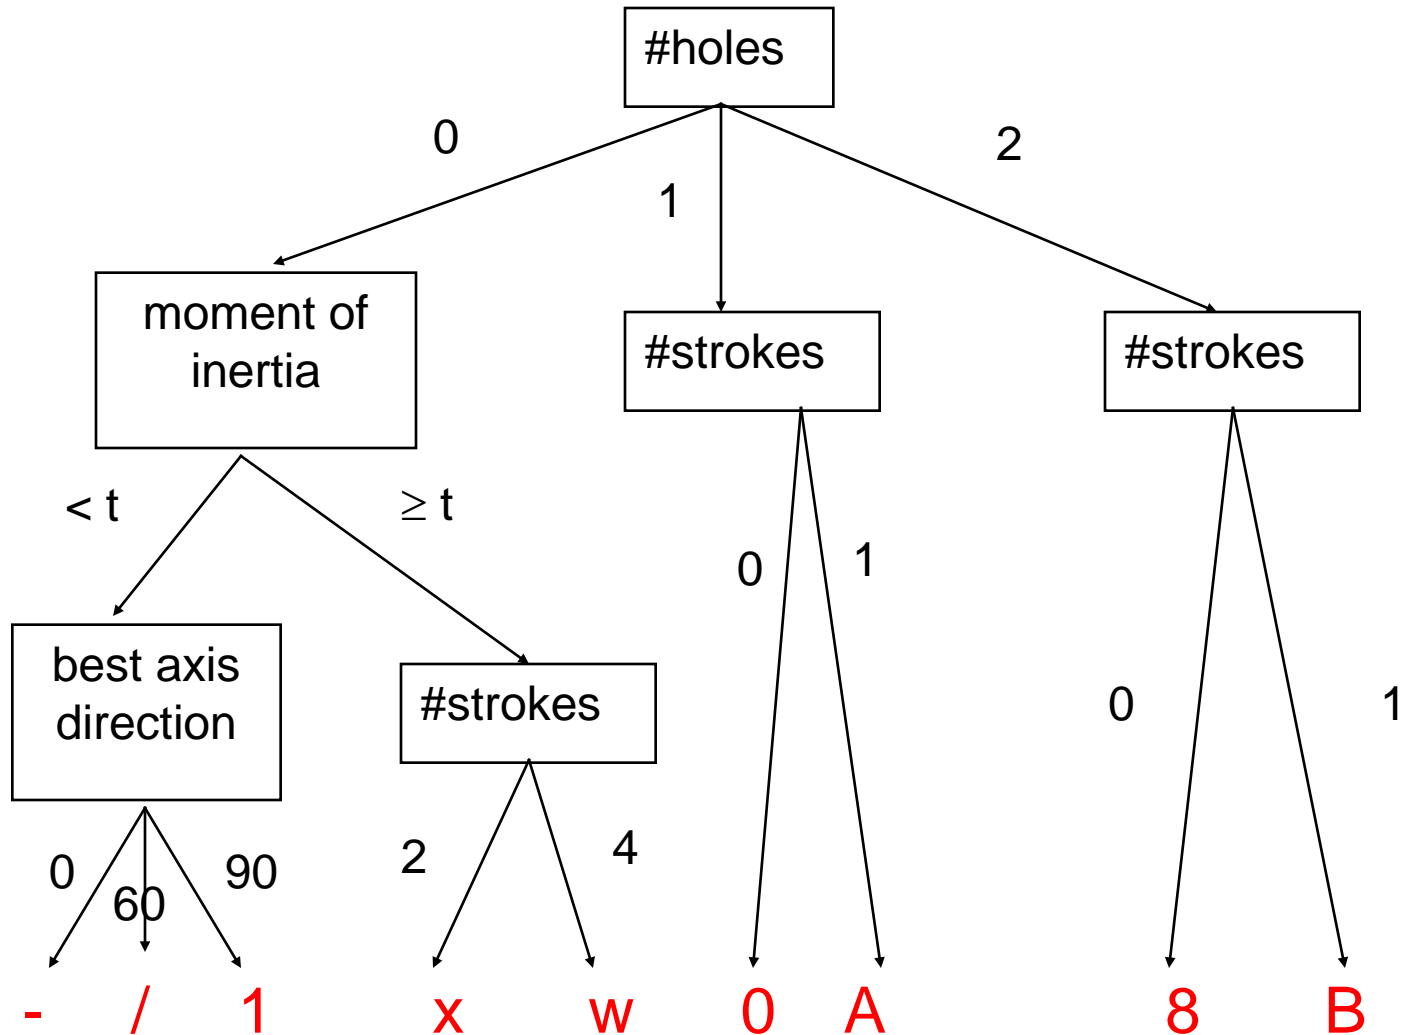 #holes
0
1
2
moment of
inertia
#strokes
#strokes
< t
≥ t
0
1
best axis
direction
#strokes
0
1
0
60
90
2
4
- / 1 x w 0 A 8 B